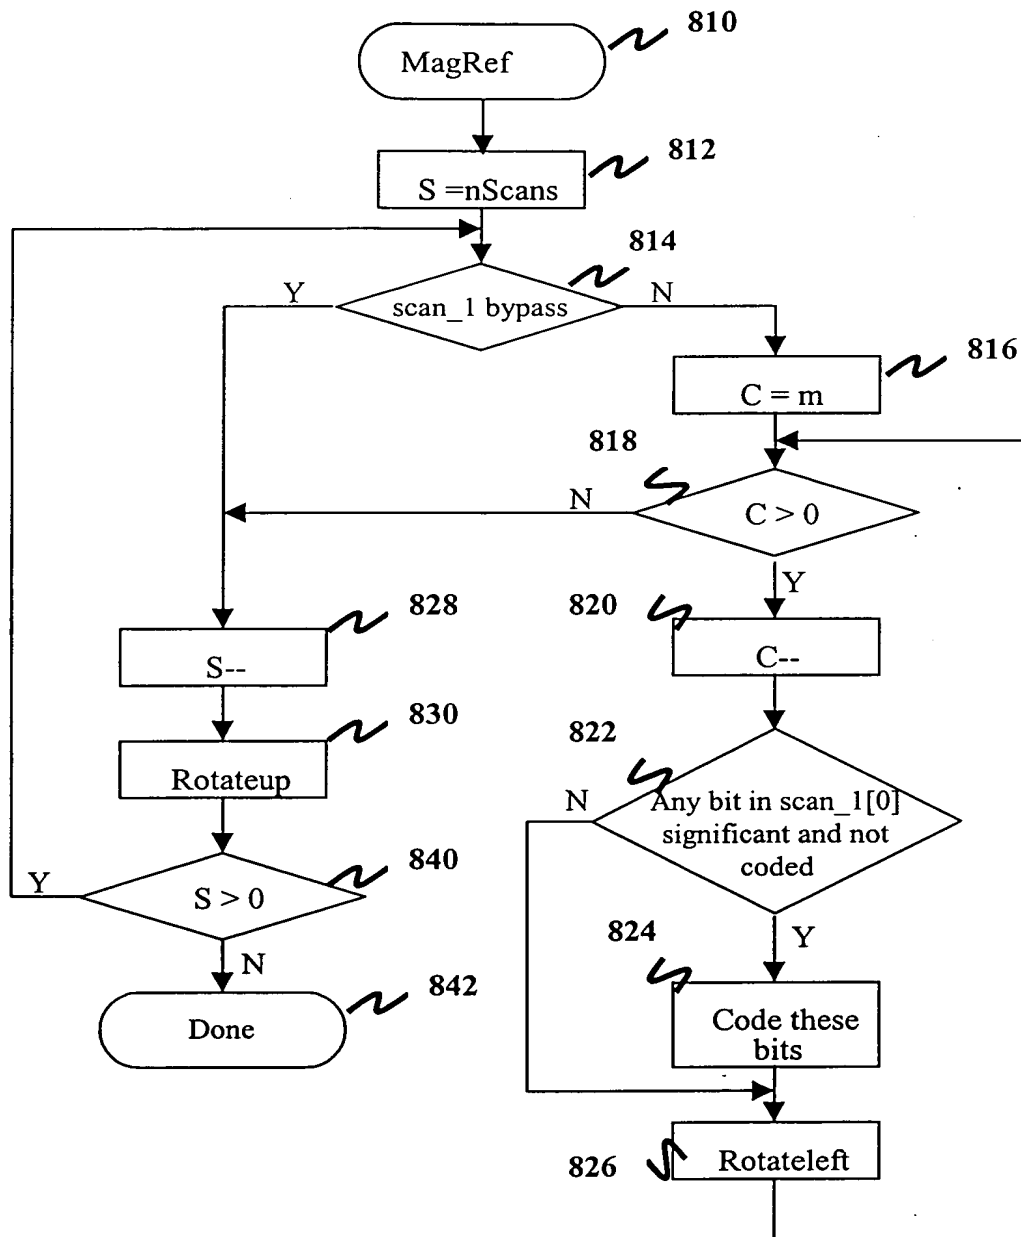 810
MagRef
812
S =nScans
814
Y
N
scan_1 bypass
816
C = m
818
N
C > 0
Y
828
820
S--
C--
830
822
Rotateup
N
Any bit in scan_1[0]
significant and not
coded
840
Y
S > 0
824
Y
N
842
Done
Code these
bits
826
Rotateleft